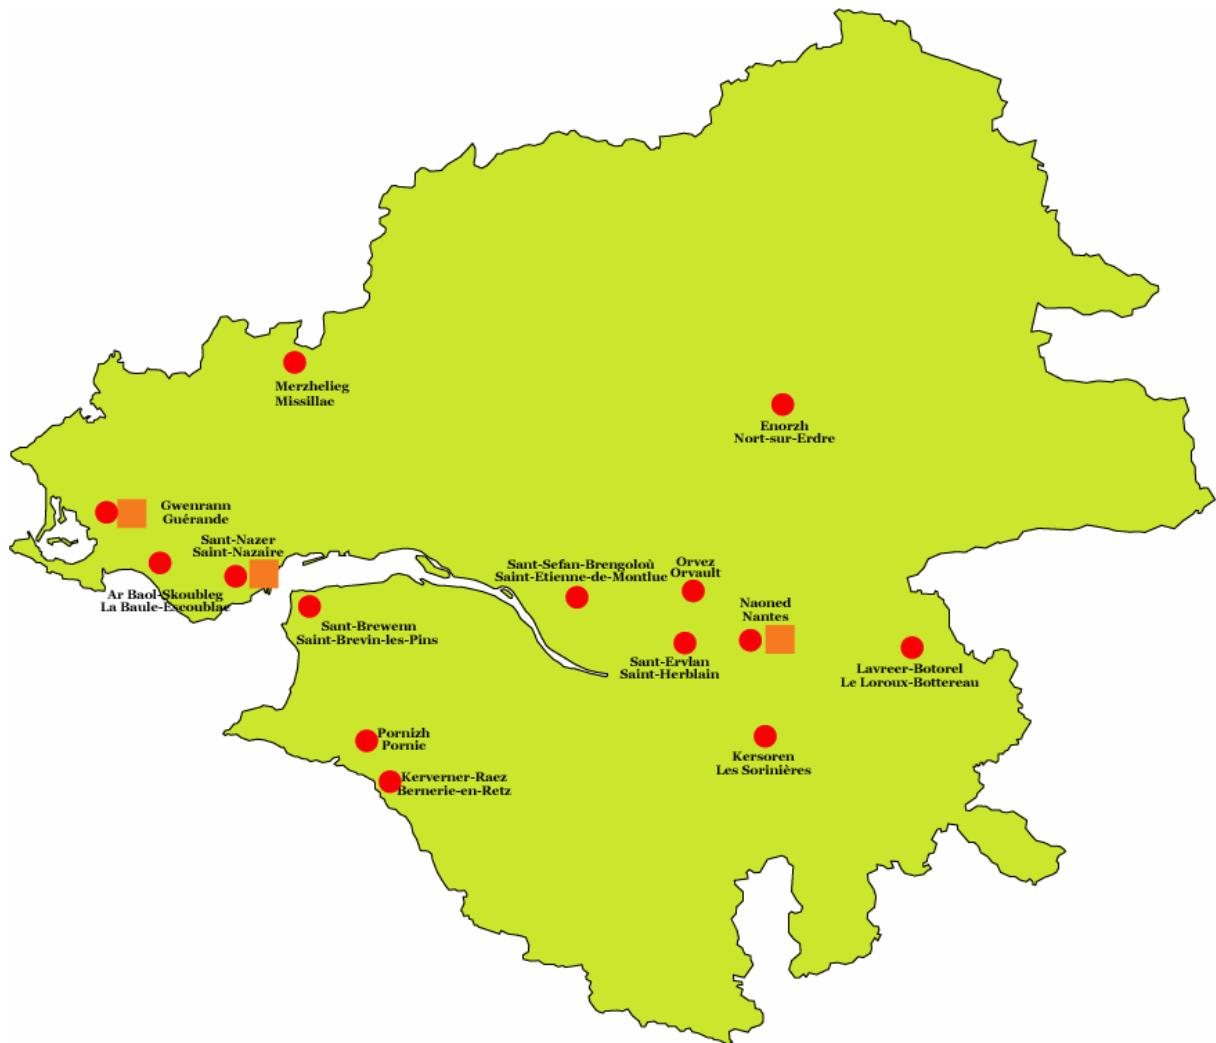 Merzhelieg
Missillac
Enorzh
Nort-sur-Erdre
Gwenrann
Guérande
Sant-Nazer
Saint-Nazaire
Ar Baol-Skoubleg
La Baule-Escoublac
Sant-Brewenn
Saint-Brevin-les-Pins
Sant-Sefan-Brengoloù
Saint-Etienne-de-Montluc
Orvez
Orvault
Naoned
Nantes
Sant-Ervlan
Saint-Herblain
Lavreer-Botorel
Le Loroux-Bottereau
Pornizh
Pornic
Kersoren
Les Sorinières
Kerverner-Raez
Bernerie-en-Retz